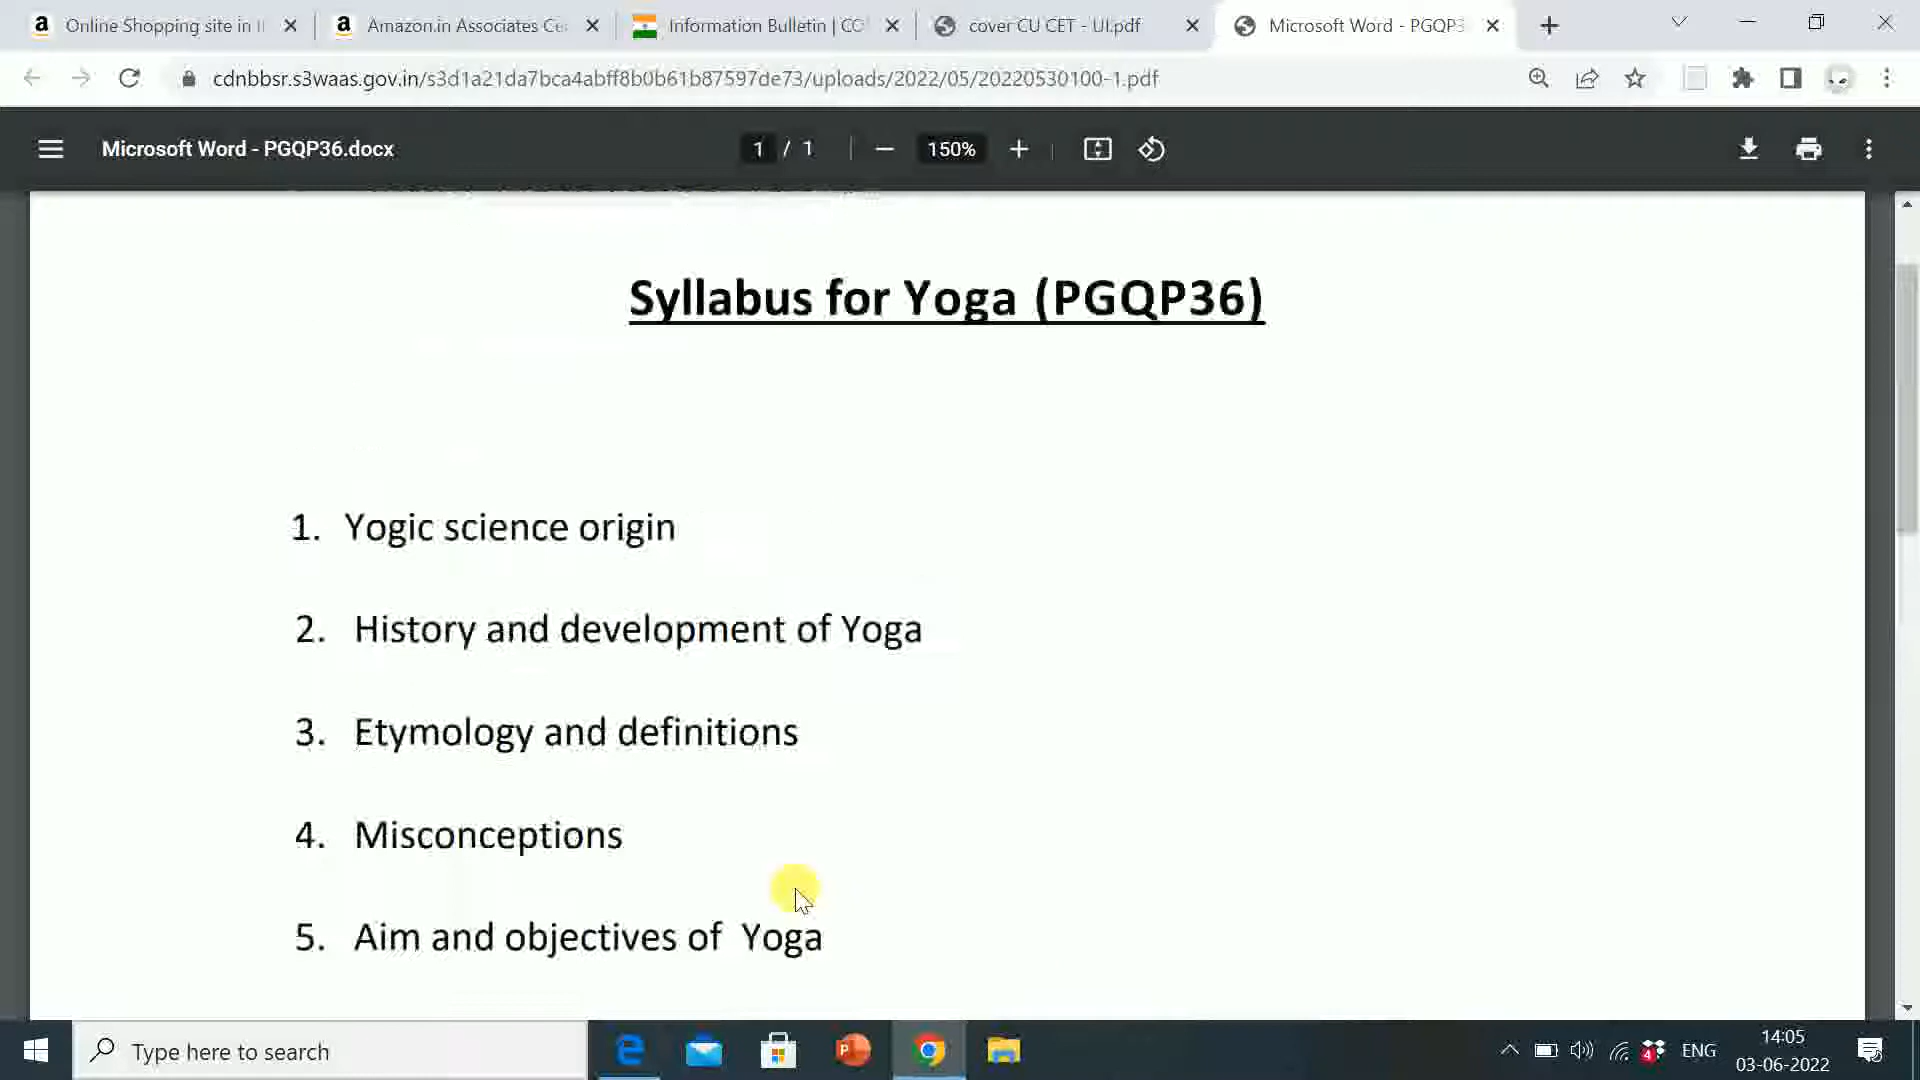 Online Shopping site in I
Amazon.in Associates Ce
Information Bulletin | CO
cover CU CET - UI.pdf
Microsoft Word - PGQP3
cdnbbsr.s3waas.gov.in/s3d1a21da7bca4abff8b0b61b87597de73/uploads/2022/05/20220530100-1.pdf
Microsoft Word - PGQP36.docx
1 / 1
150%
Syllabus for Yoga (PGQP36)
1. Yogic science origin
2. History and development of Yoga
3. Etymology and definitions
4. Misconceptions
5. Aim and objectives of Yoga
Type here to search
4
ENG
14:05
03-06-2022